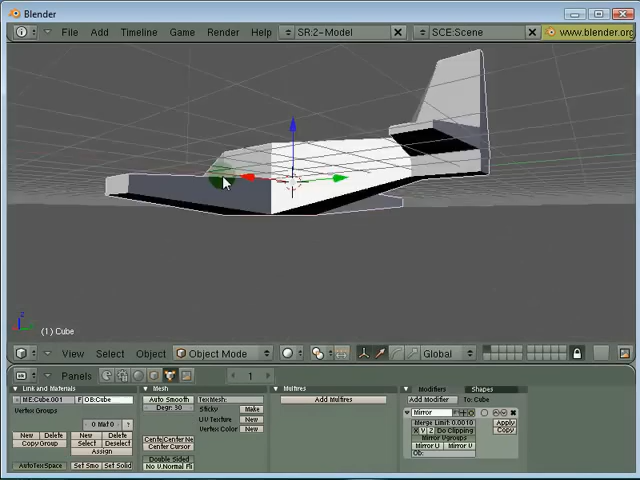 Blender
File Add Timeline Game Render Help SR:2-Model SCE:Scene www.blender.org
(1) Cube
View Select Object Object Mode Global
Panels 1
Link and Materials Mesh Multires Modifiers Shapes
ME:Cube.001 F OB:Cube Auto Smooth TexMesh: Add Multires Add Modifier To: Cube
Vertex Groups Degr: 30 Sticky Make Mirror
0 Mat 0 ? UV Texture New Merge Limit: 0.0010 Apply
New Delete New Delete Vertex Color New X Y Z Do Clipping Copy
Copy Group Select Deselect Mirror Vgroups
Assign Cente Center Ne Mirror U Mirror V
Center Cursor Ob:
AutoTexSpace Set Smo Set Solid Double Sided
No V.Normal Fli